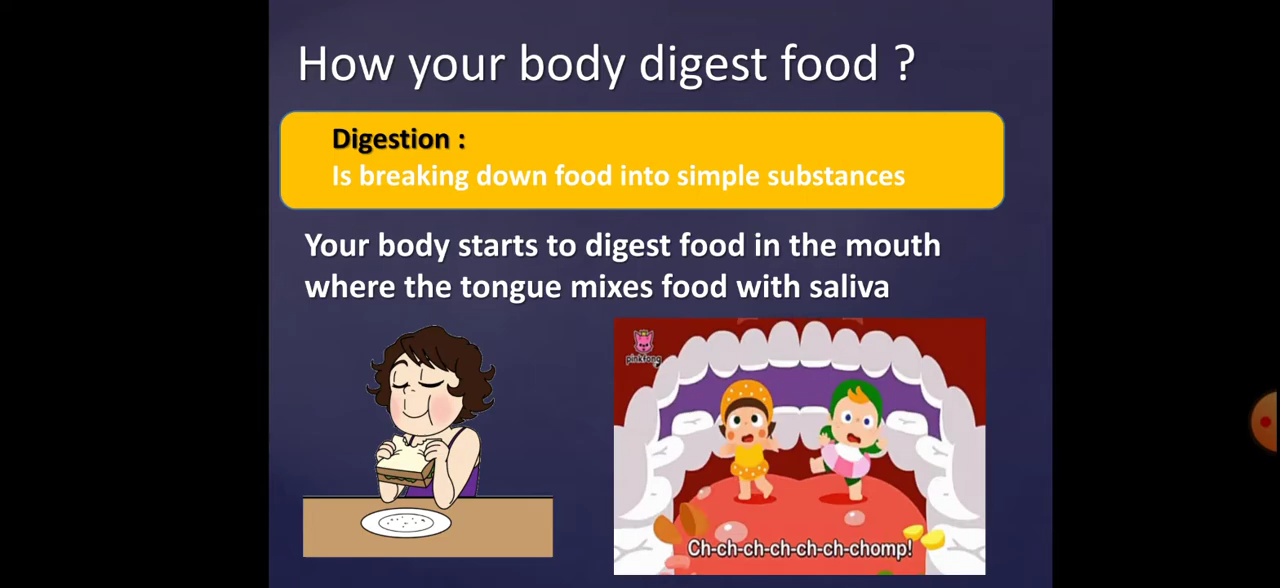 How your body digest food ?
Digestion :
Is breaking down food into simple substances
Your body starts to digest food in the mouth
where the tongue mixes food with saliva
pinkfong
Ch-ch-ch-ch-ch-ch-chomp!